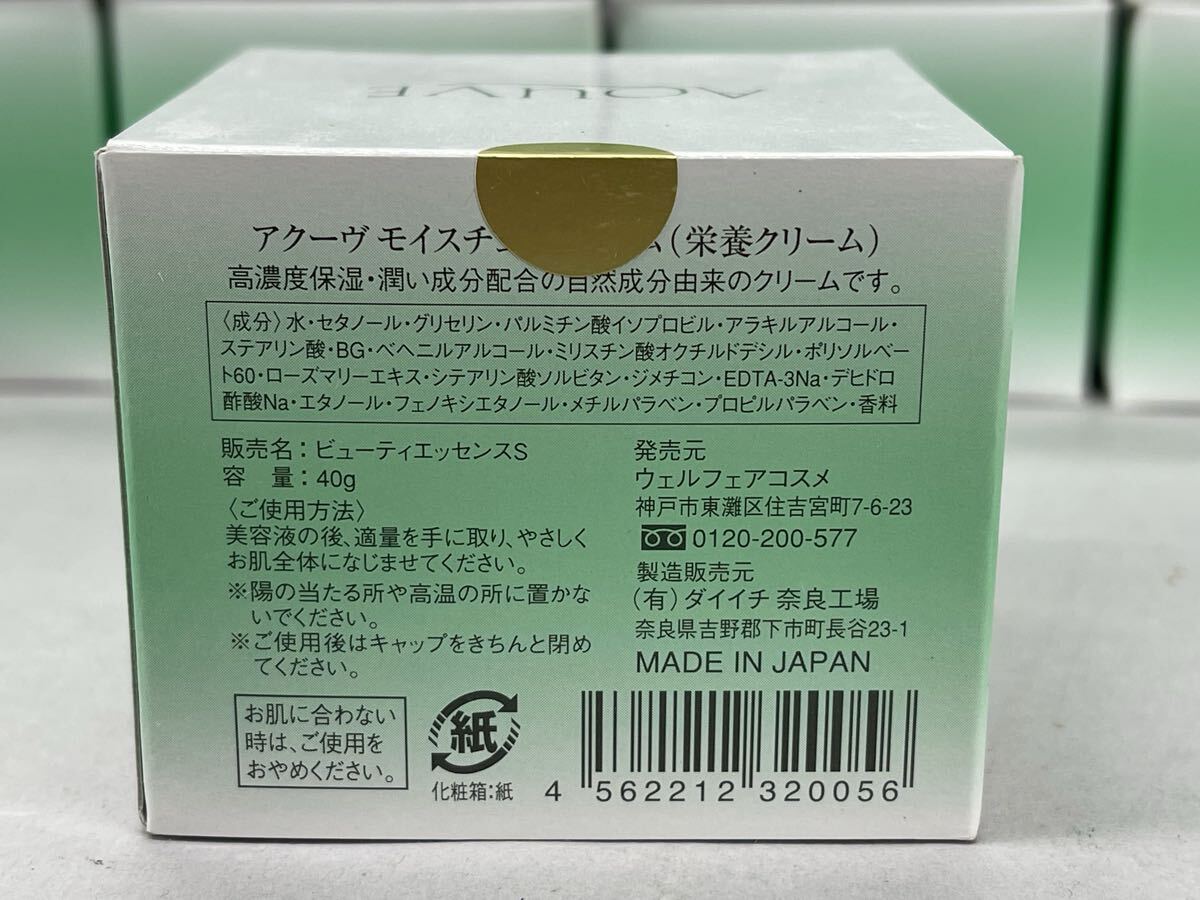 AQUVE
アクーヴ モイスチ（栄養クリーム）
高濃度保湿・潤い成分配合の自然成分由来のクリームです。
〈成分〉水・セタノール・グリセリン・パルミチン酸イソプロピル・アラキルアルコール・
ステアリン酸・BG・ベヘニルアルコール・ミリスチン酸オクチルドデシル・ポリソルベー
ト60・ローズマリーエキス・シテアリン酸ソルビタン・ジメチコン・EDTA-3Na・デヒドロ
酢酸Na・エタノール・フェノキシエタノール・メチルパラベン・プロピルパラベン・香料
販売名：ビューティエッセンスS
容 量：40g
〈ご使用方法〉
美容液の後、適量を手に取り、やさしく
お肌全体になじませてください。
※陽の当たる所や高温の所に置かな
いでください。
※ご使用後はキャップをきちんと閉め
てください。
発売元
ウェルフェアコスメ
神戸市東灘区住吉宮町7-6-23
0120-200-577
製造販売元
（有）ダイイチ 奈良工場
奈良県吉野郡下市町長谷23-1
MADE IN JAPAN
お肌に合わない
時は、ご使用を
おやめください。
紙
化粧箱：紙
4 562212 320056